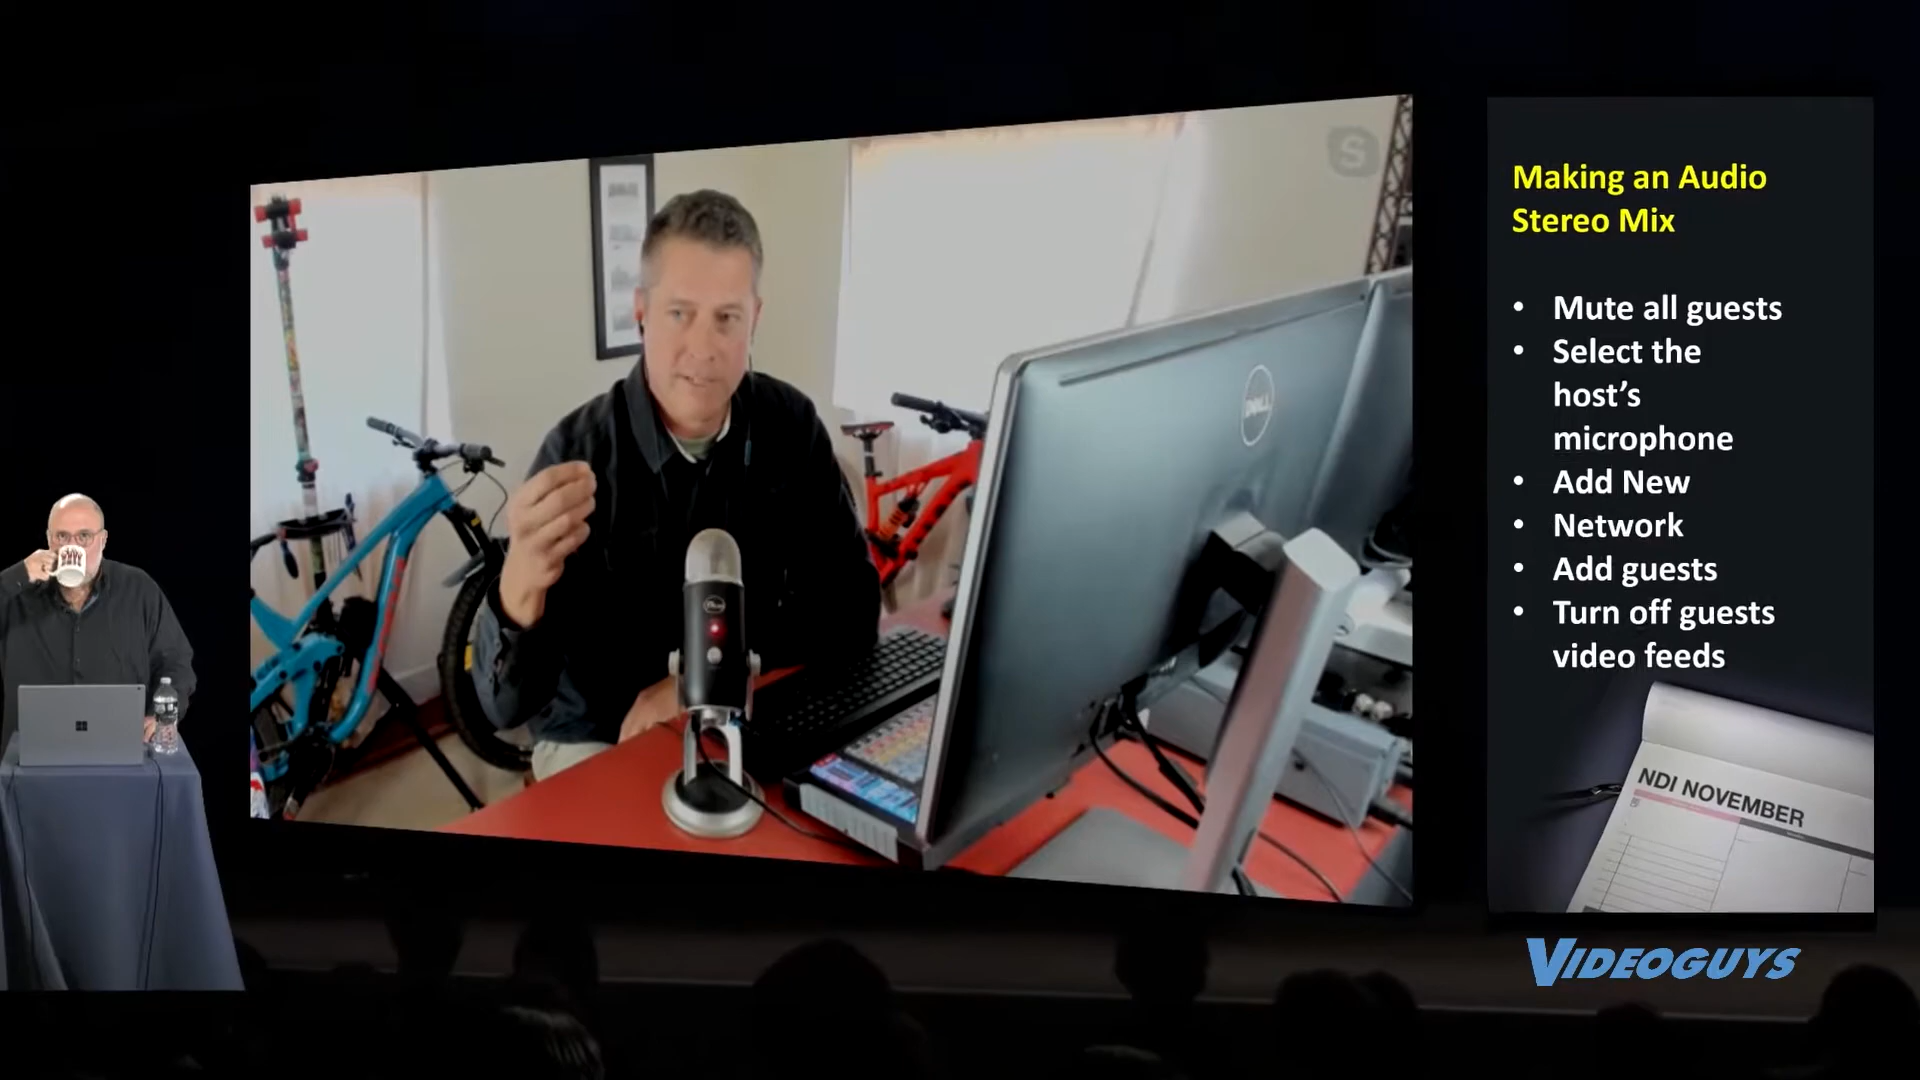 S
DELL
Making an Audio
Stereo Mix
• Mute all guests
• Select the
host’s
microphone
• Add New
• Network
• Add guests
• Turn off guests
video feeds
NDI NOVEMBER
VIDEOGUYS